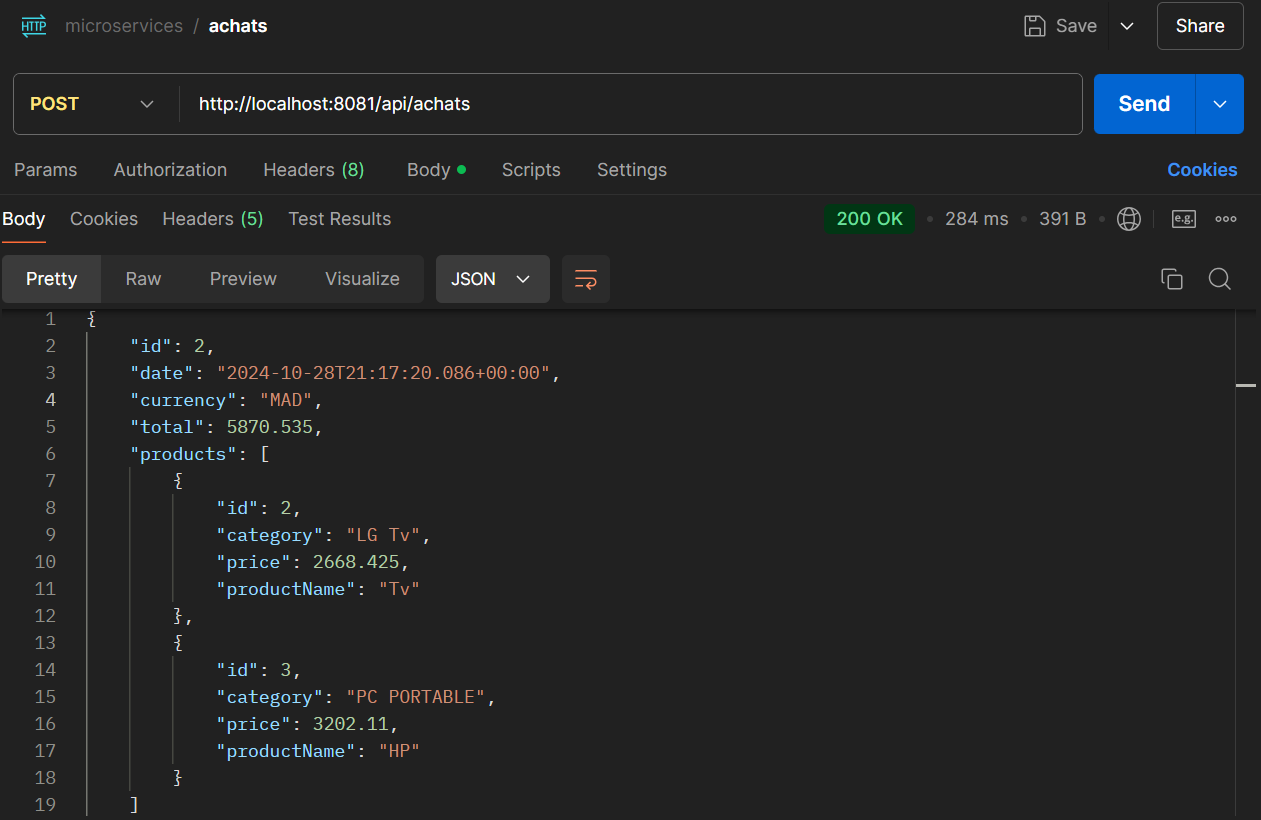 HTTP microservices / achats Save Share
POST http://localhost:8081/api/achats Send
Params Authorization Headers (8) Body Scripts Settings Cookies
Body Cookies Headers (5) Test Results 200 OK 284 ms 391 B e.g.
Pretty Raw Preview Visualize JSON
1 {
2 "id": 2,
3 "date": "2024-10-28T21:17:20.086+00:00",
4 "currency": "MAD",
5 "total": 5870.535,
6 "products": [
7 {
8 "id": 2,
9 "category": "LG Tv",
10 "price": 2668.425,
11 "productName": "Tv"
12 },
13 {
14 "id": 3,
15 "category": "PC PORTABLE",
16 "price": 3202.11,
17 "productName": "HP"
18 }
19 ]